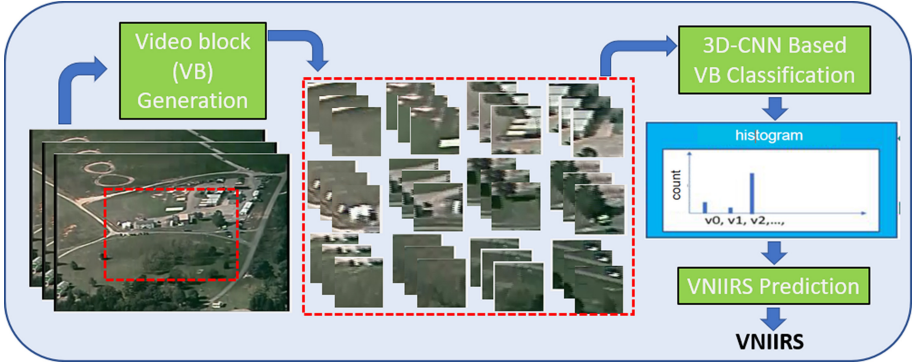 Video block
(VB)
Generation
3D-CNN Based
VB Classification
histogram
count
v0, v1, v2,...,
VNIIRS Prediction
VNIIRS